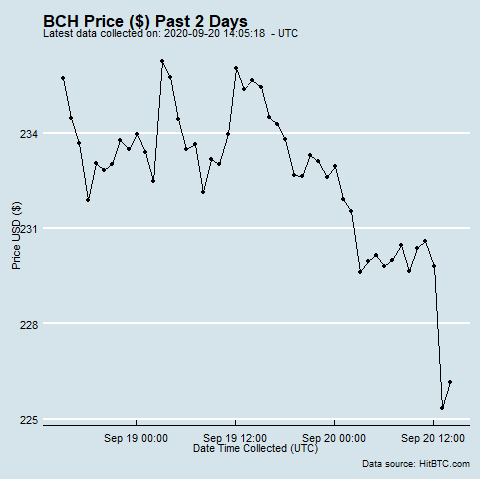 BCH Price ($) Past 2 Days
Latest data collected on: 2020-09-20 14:05:18 - UTC
234
231
228
225
Price USD ($)
Sep 19 00:00 Sep 19 12:00 Sep 20 00:00 Sep 20 12:00
Date Time Collected (UTC)
Data source: HitBTC.com